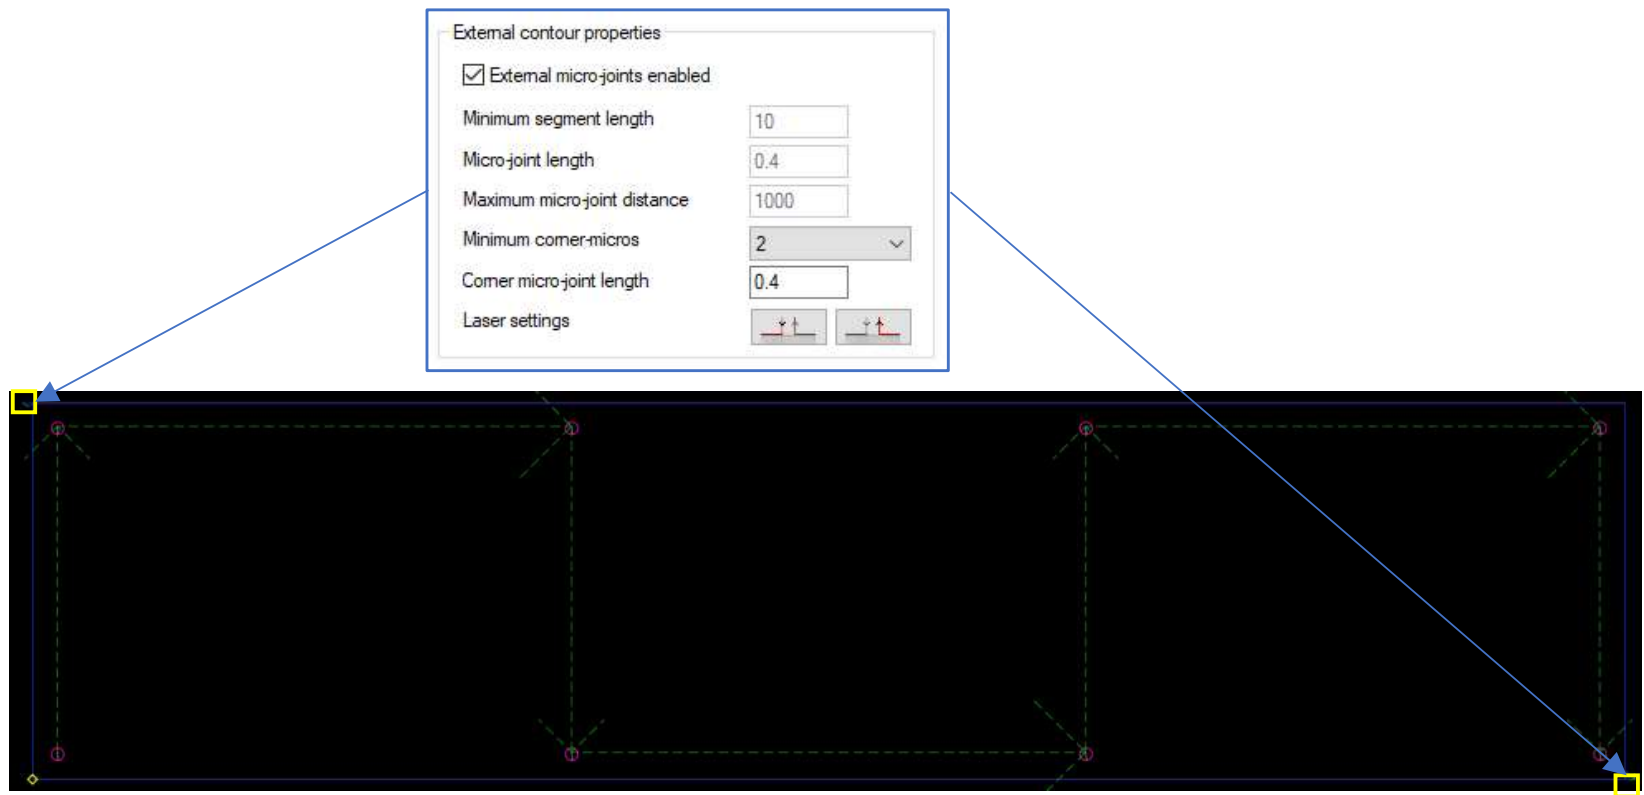 External contour properties
External micro-joints enabled
Minimum segment length 10
Micro-joint length 0.4
Maximum micro-joint distance 1000
Minimum corner-micros 2
Corner micro-joint length 0.4
Laser settings